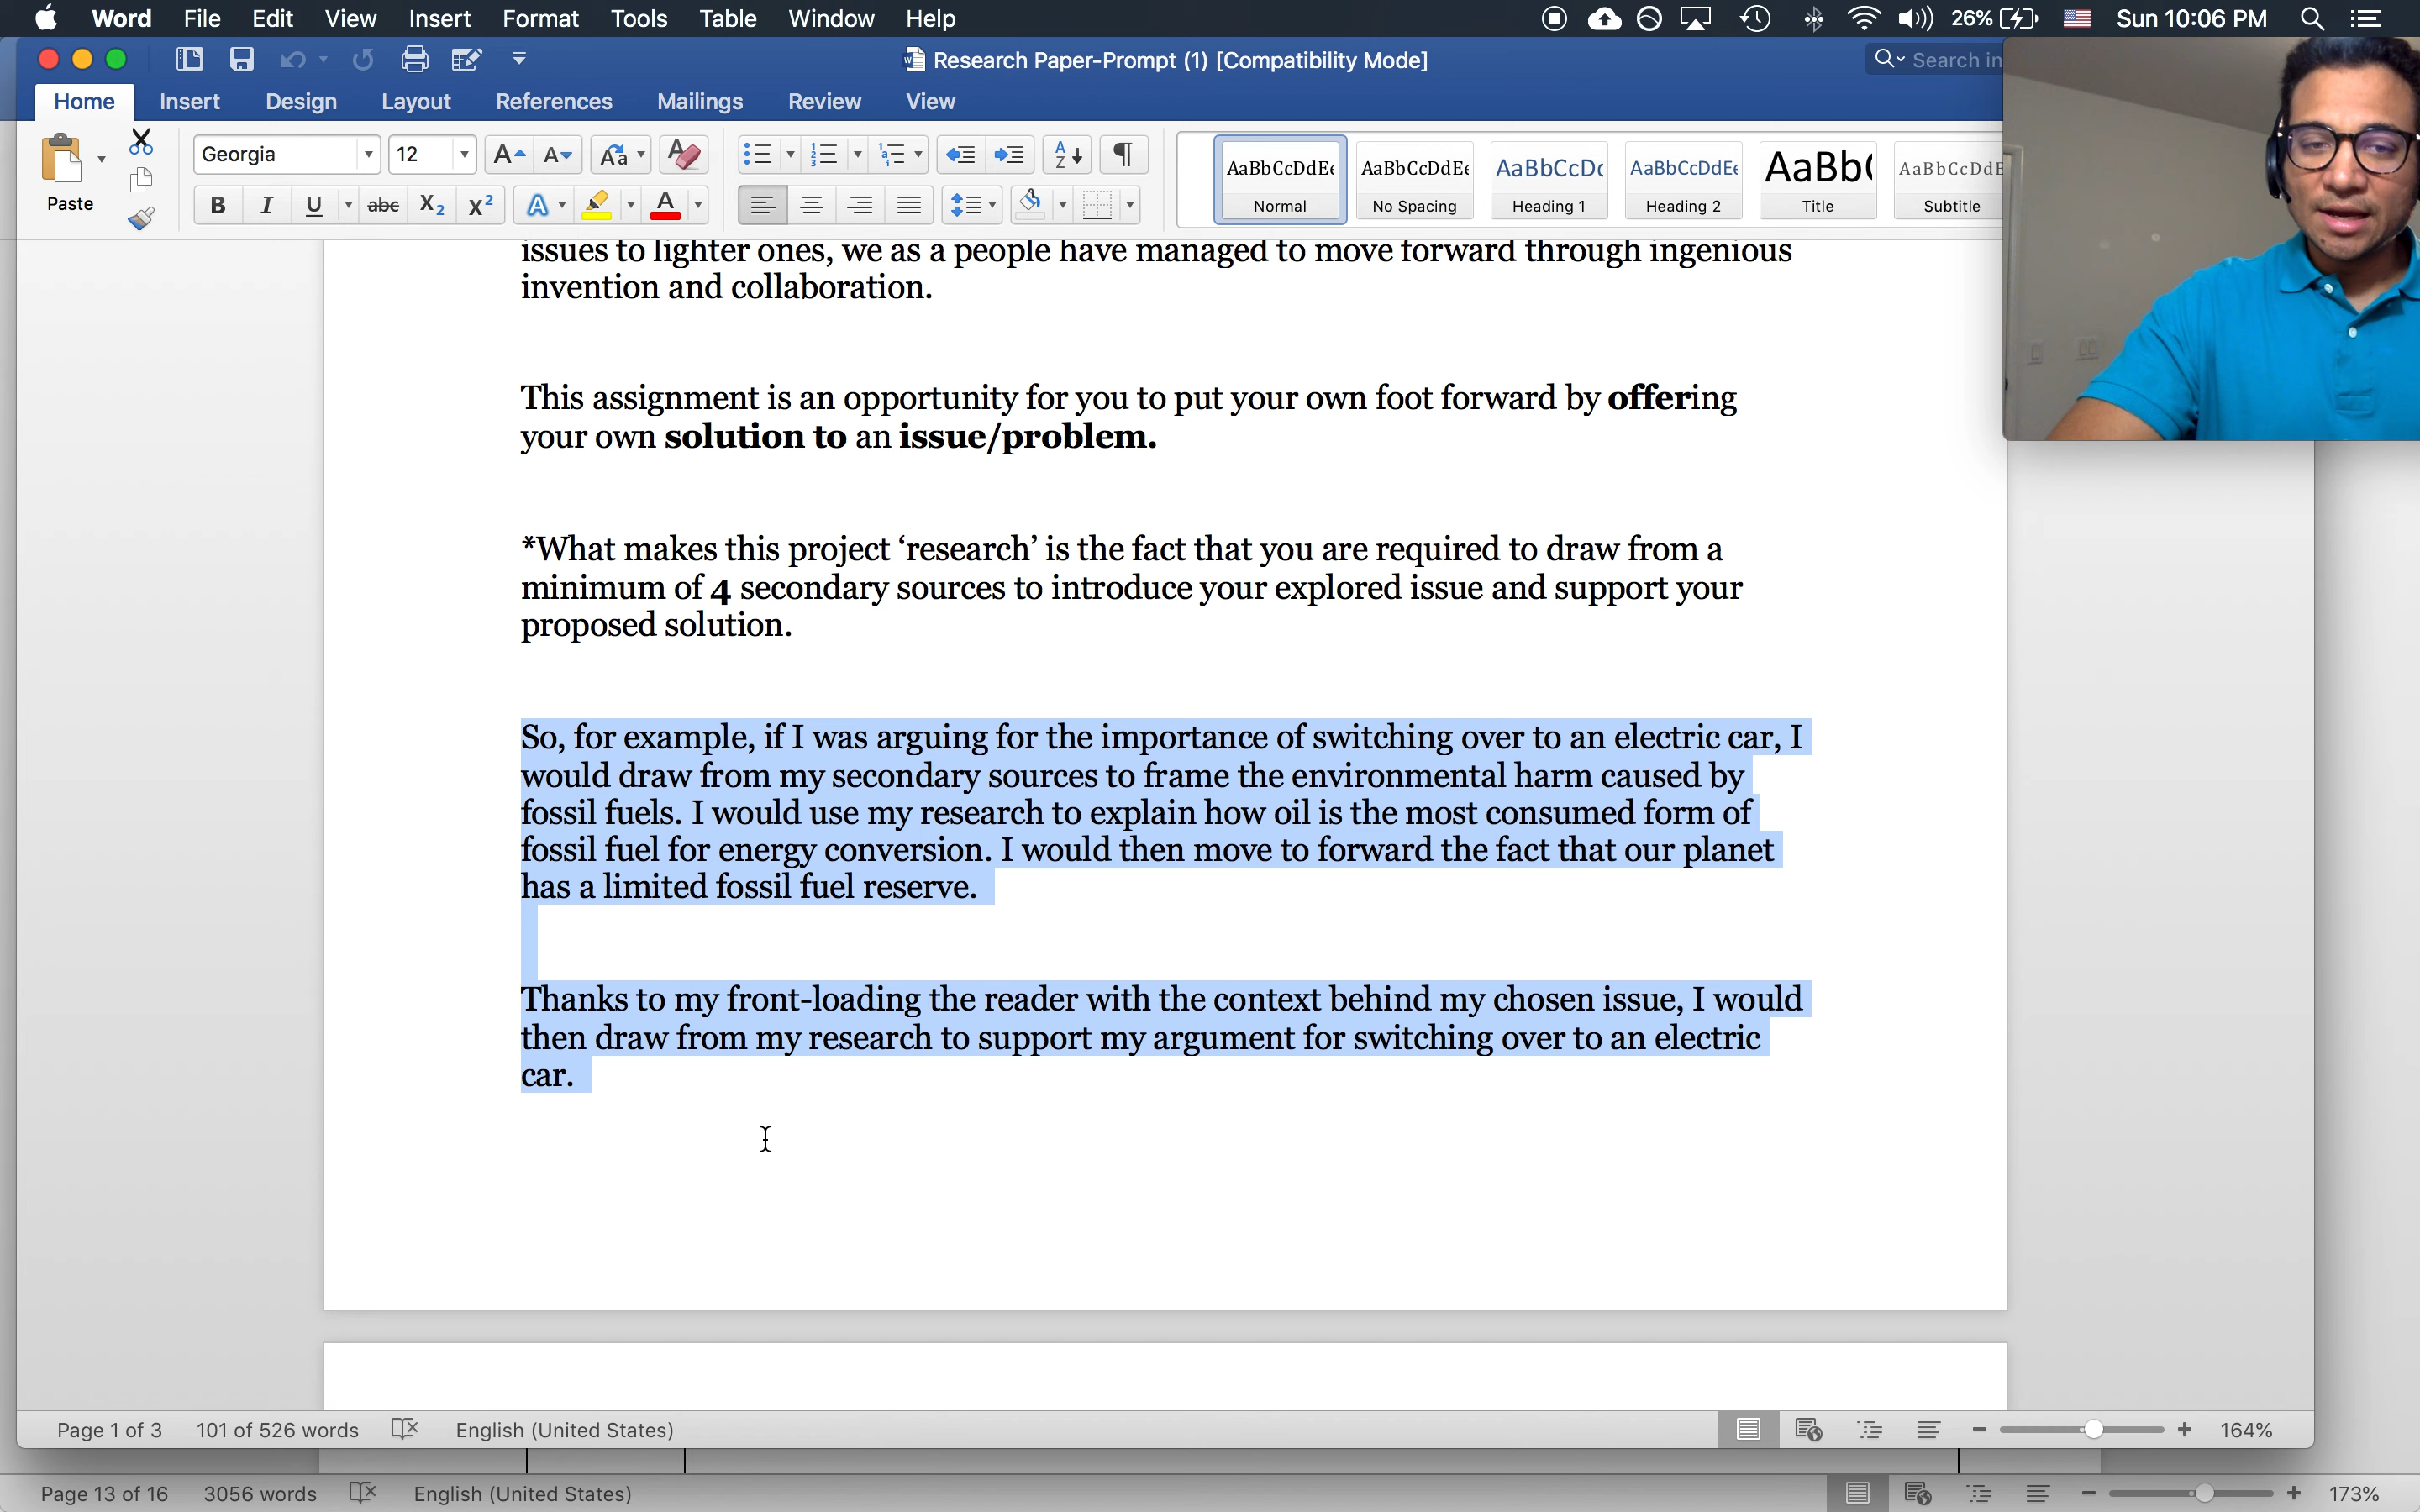 Word File Edit View Insert Format Tools Table Window Help 26% Sun 10:06 PM
Research Paper-Prompt (1) [Compatibility Mode] Search in
Home Insert Design Layout References Mailings Review View
Paste Georgia 12 AaBbCcDdEe AaBbCcDdEe AaBbCcDc AaBbCcDdEe AaBb( AaBbCcDdE
Normal No Spacing Heading 1 Heading 2 Title Subtitle
issues to lighter ones, we as a people have managed to move forward through ingenious
invention and collaboration.
This assignment is an opportunity for you to put your own foot forward by offering
your own solution to an issue/problem.
*What makes this project ‘research’ is the fact that you are required to draw from a
minimum of 4 secondary sources to introduce your explored issue and support your
proposed solution.
So, for example, if I was arguing for the importance of switching over to an electric car, I
would draw from my secondary sources to frame the environmental harm caused by
fossil fuels. I would use my research to explain how oil is the most consumed form of
fossil fuel for energy conversion. I would then move to forward the fact that our planet
has a limited fossil fuel reserve.
Thanks to my front-loading the reader with the context behind my chosen issue, I would
then draw from my research to support my argument for switching over to an electric
car.
Page 1 of 3 101 of 526 words English (United States) 164%
Page 13 of 16 3056 words English (United States) 173%